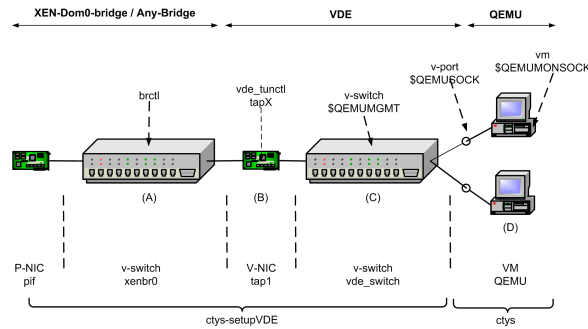 XEN-Dom0-bridge / Any-Bridge
VDE
QEMU
brctl
vde_tunctl
tapX
v-switch
$QEMUMGMT
v-port
$QEMUSOCK
vm
$QEMUMONSOCK
(A)
(B)
(C)
(D)
P-NIC
pif
v-switch
xenbr0
V-NIC
tap1
v-switch
vde_switch
VM
QEMU
ctys-setupVDE
ctys